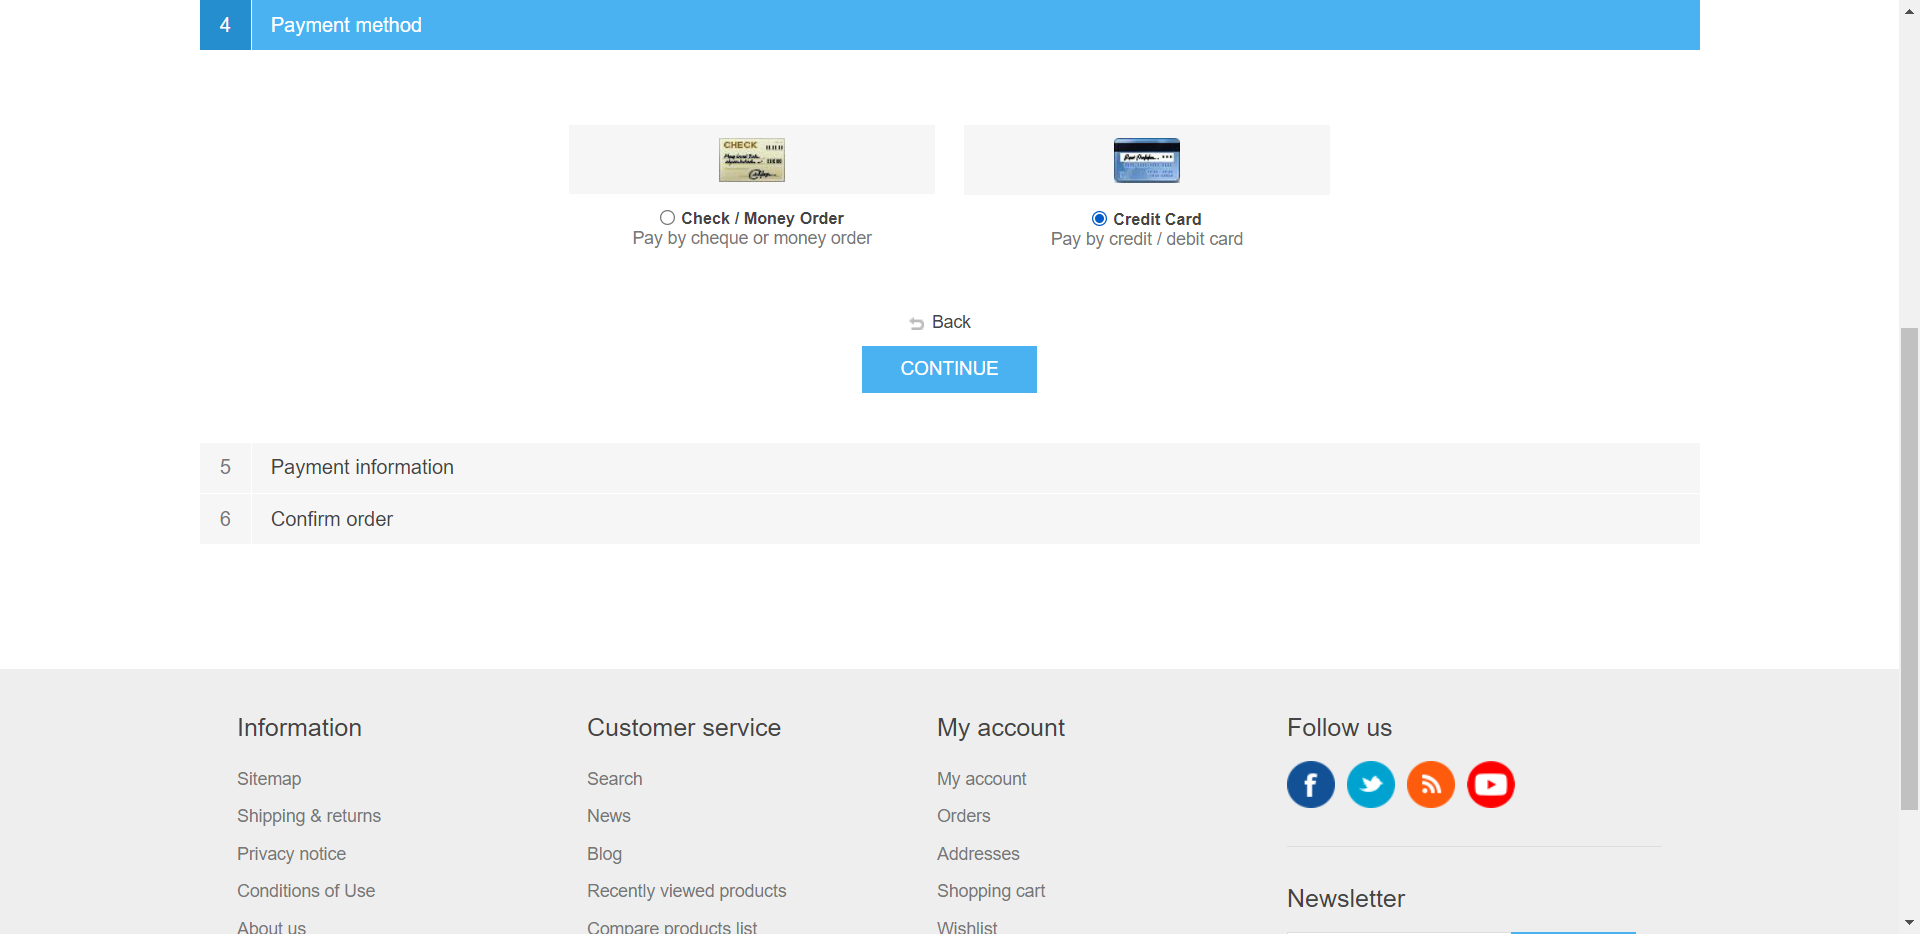 4 Payment method
CHECK
Check / Money Order
Pay by cheque or money order
Credit Card
Pay by credit / debit card
Back
CONTINUE
5 Payment information
6 Confirm order
Information
Customer service
My account
Follow us
Sitemap
Search
My account
Shipping & returns
News
Orders
Privacy notice
Blog
Addresses
Conditions of Use
Recently viewed products
Shopping cart
Newsletter
About us
Compare products list
Wishlist